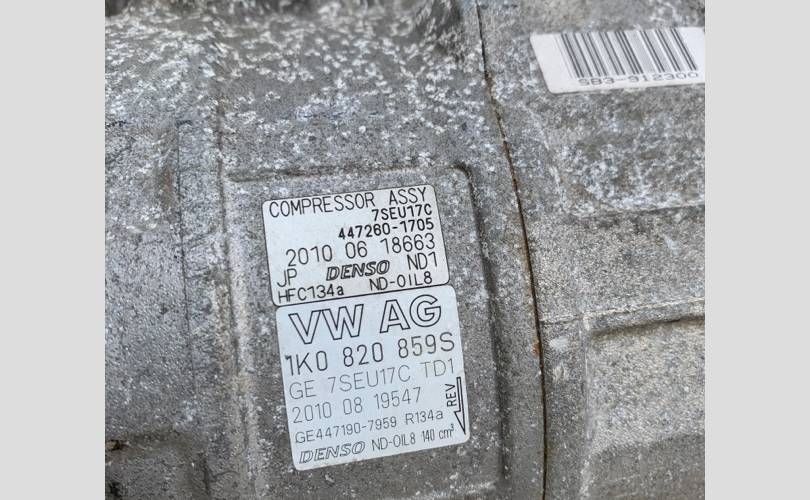 SB3-912300
COMPRESSOR ASSY
7SEU17C
447260-1705
2010 06 18663
JP DENSO ND1
HFC134a ND-OIL8
VW AG
1K0 820 859S
GE 7SEU17C TD1
2010 08 19547
GE447190-7959 R134a
DENSO ND-OIL8 140 cm³
REV